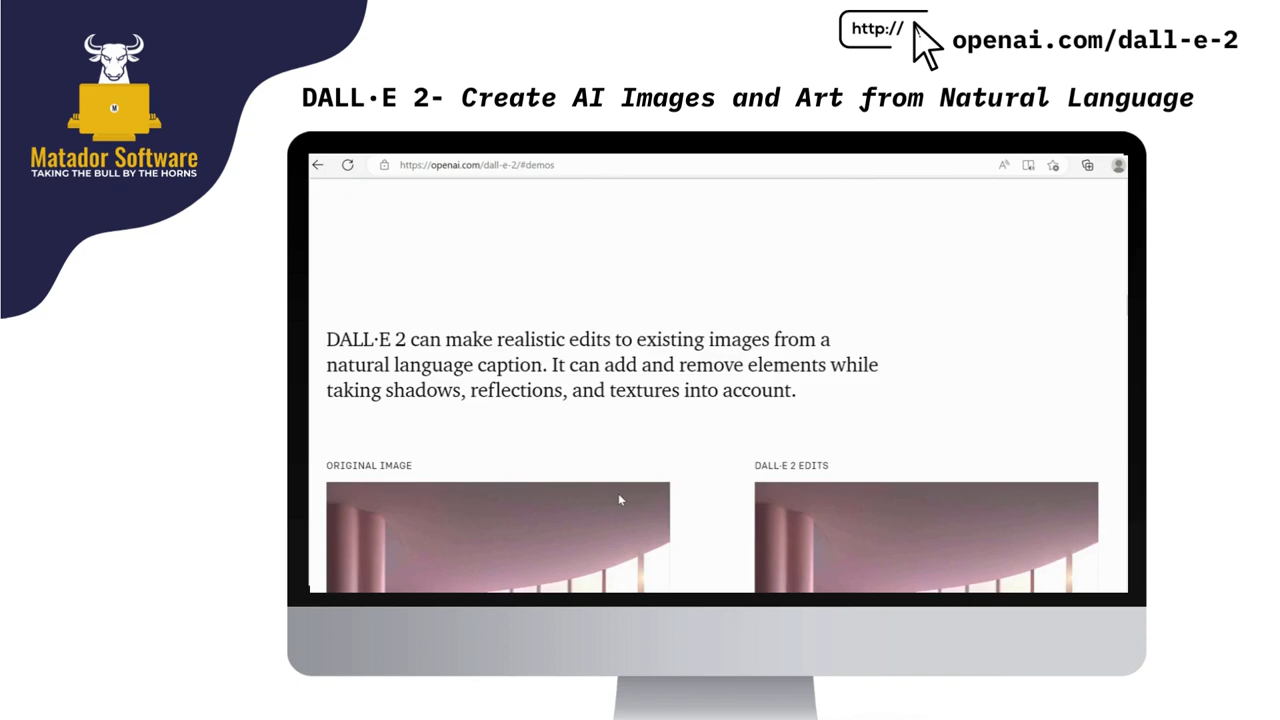 http://
openai.com/dall-e-2
DALL·E 2- Create AI Images and Art from Natural Language
M
Matador Software
TAKING THE BULL BY THE HORNS
https://openai.com/dall-e-2/#demos
DALL·E 2 can make realistic edits to existing images from a
natural language caption. It can add and remove elements while
taking shadows, reflections, and textures into account.
ORIGINAL IMAGE
DALL·E 2 EDITS